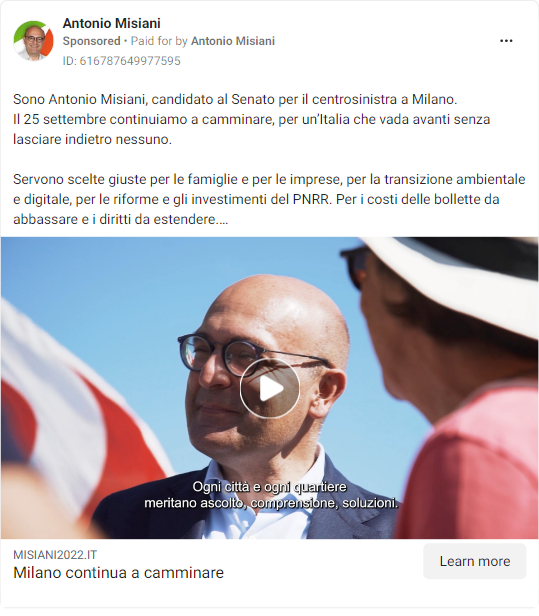 Antonio Misiani
Sponsored • Paid for by Antonio Misiani
ID: 616787649977595
Sono Antonio Misiani, candidato al Senato per il centrosinistra a Milano.
Il 25 settembre continuiamo a camminare, per un’Italia che vada avanti senza
lasciare indietro nessuno.
Servono scelte giuste per le famiglie e per le imprese, per la transizione ambientale
e digitale, per le riforme e gli investimenti del PNRR. Per i costi delle bollette da
abbassare e i diritti da estendere.…
Ogni città e ogni quartiere
meritano ascolto, comprensione, soluzioni.
MISIANI2022.IT
Milano continua a camminare
Learn more